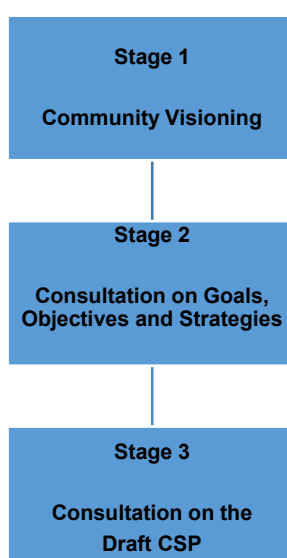 Stage 1
Community Visioning
Stage 2
Consultation on Goals,
Objectives and Strategies
Stage 3
Consultation on the
Draft CSP